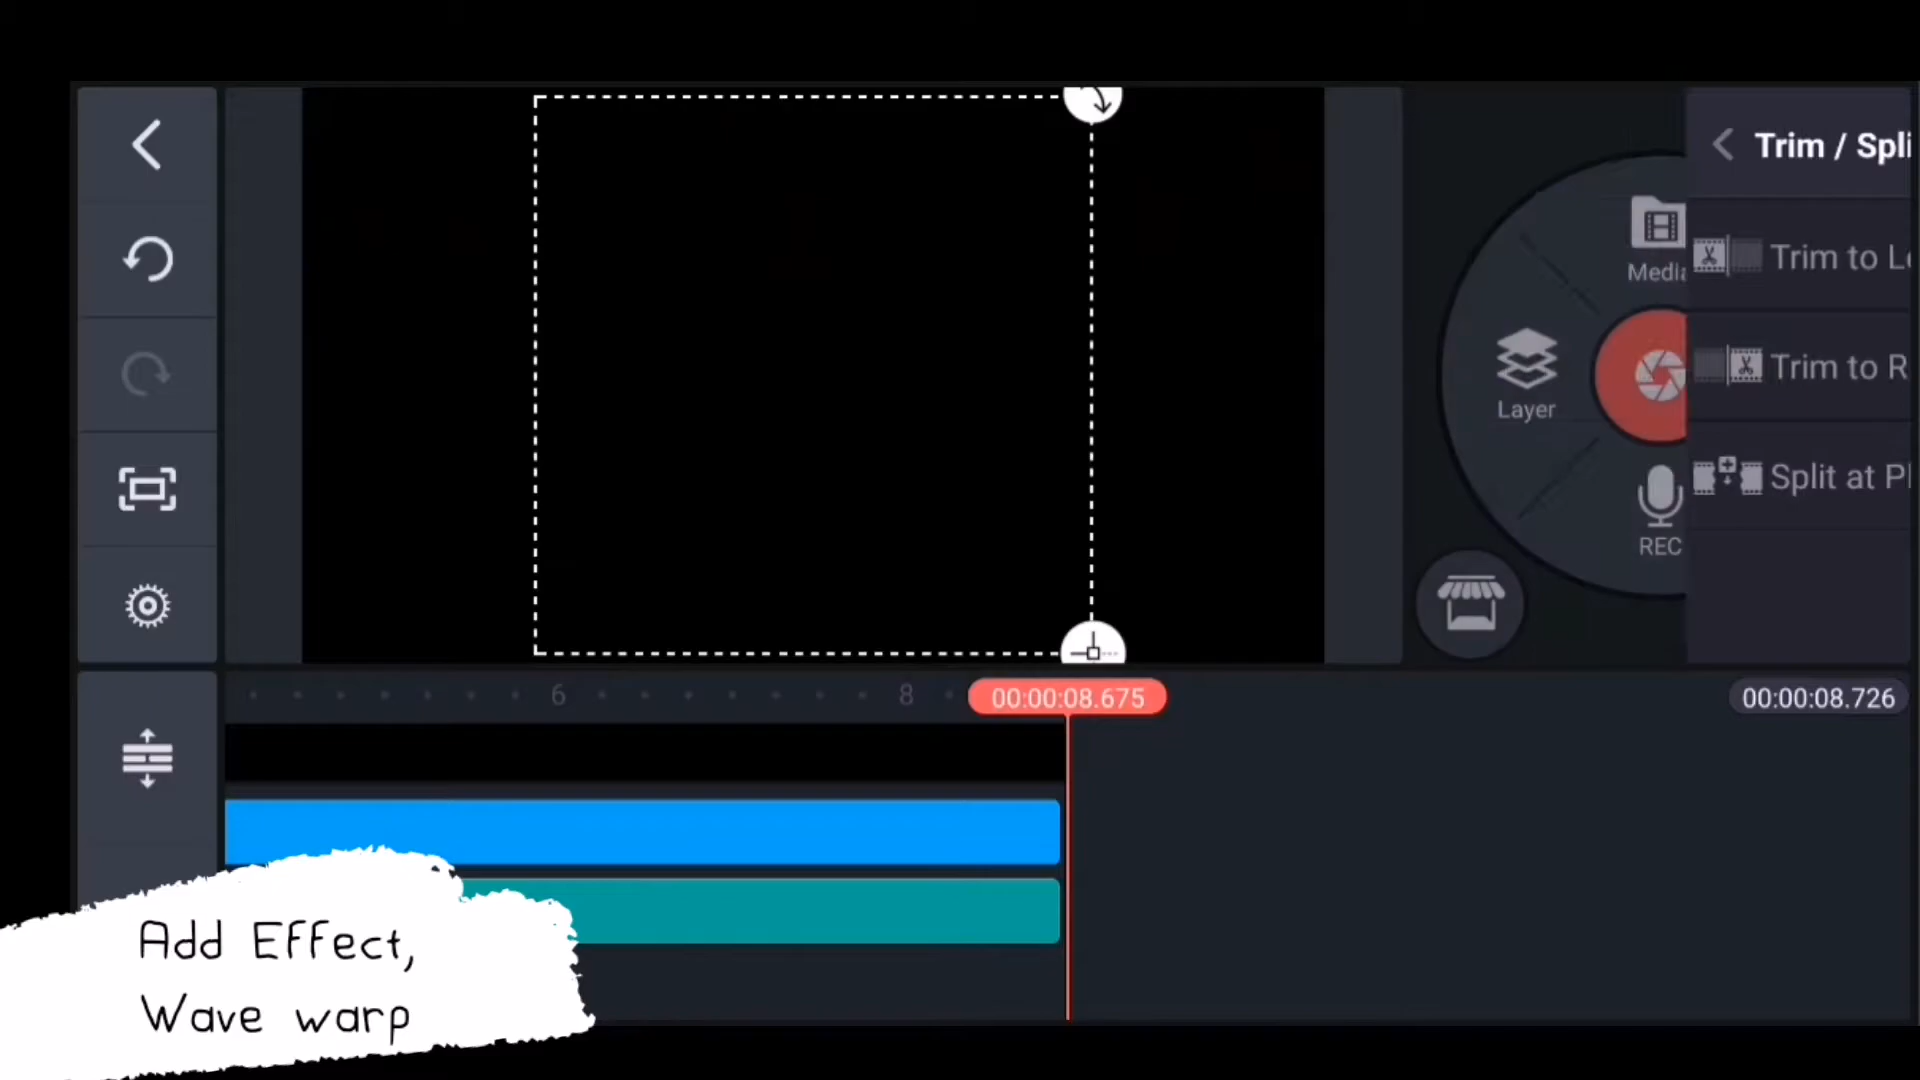 Trim / Spli
Media
Trim to Le
Layer
Trim to R
Split at Pl
REC
6
8
00:00:08.675
00:00:08.726
Add Effect,
Wave warp